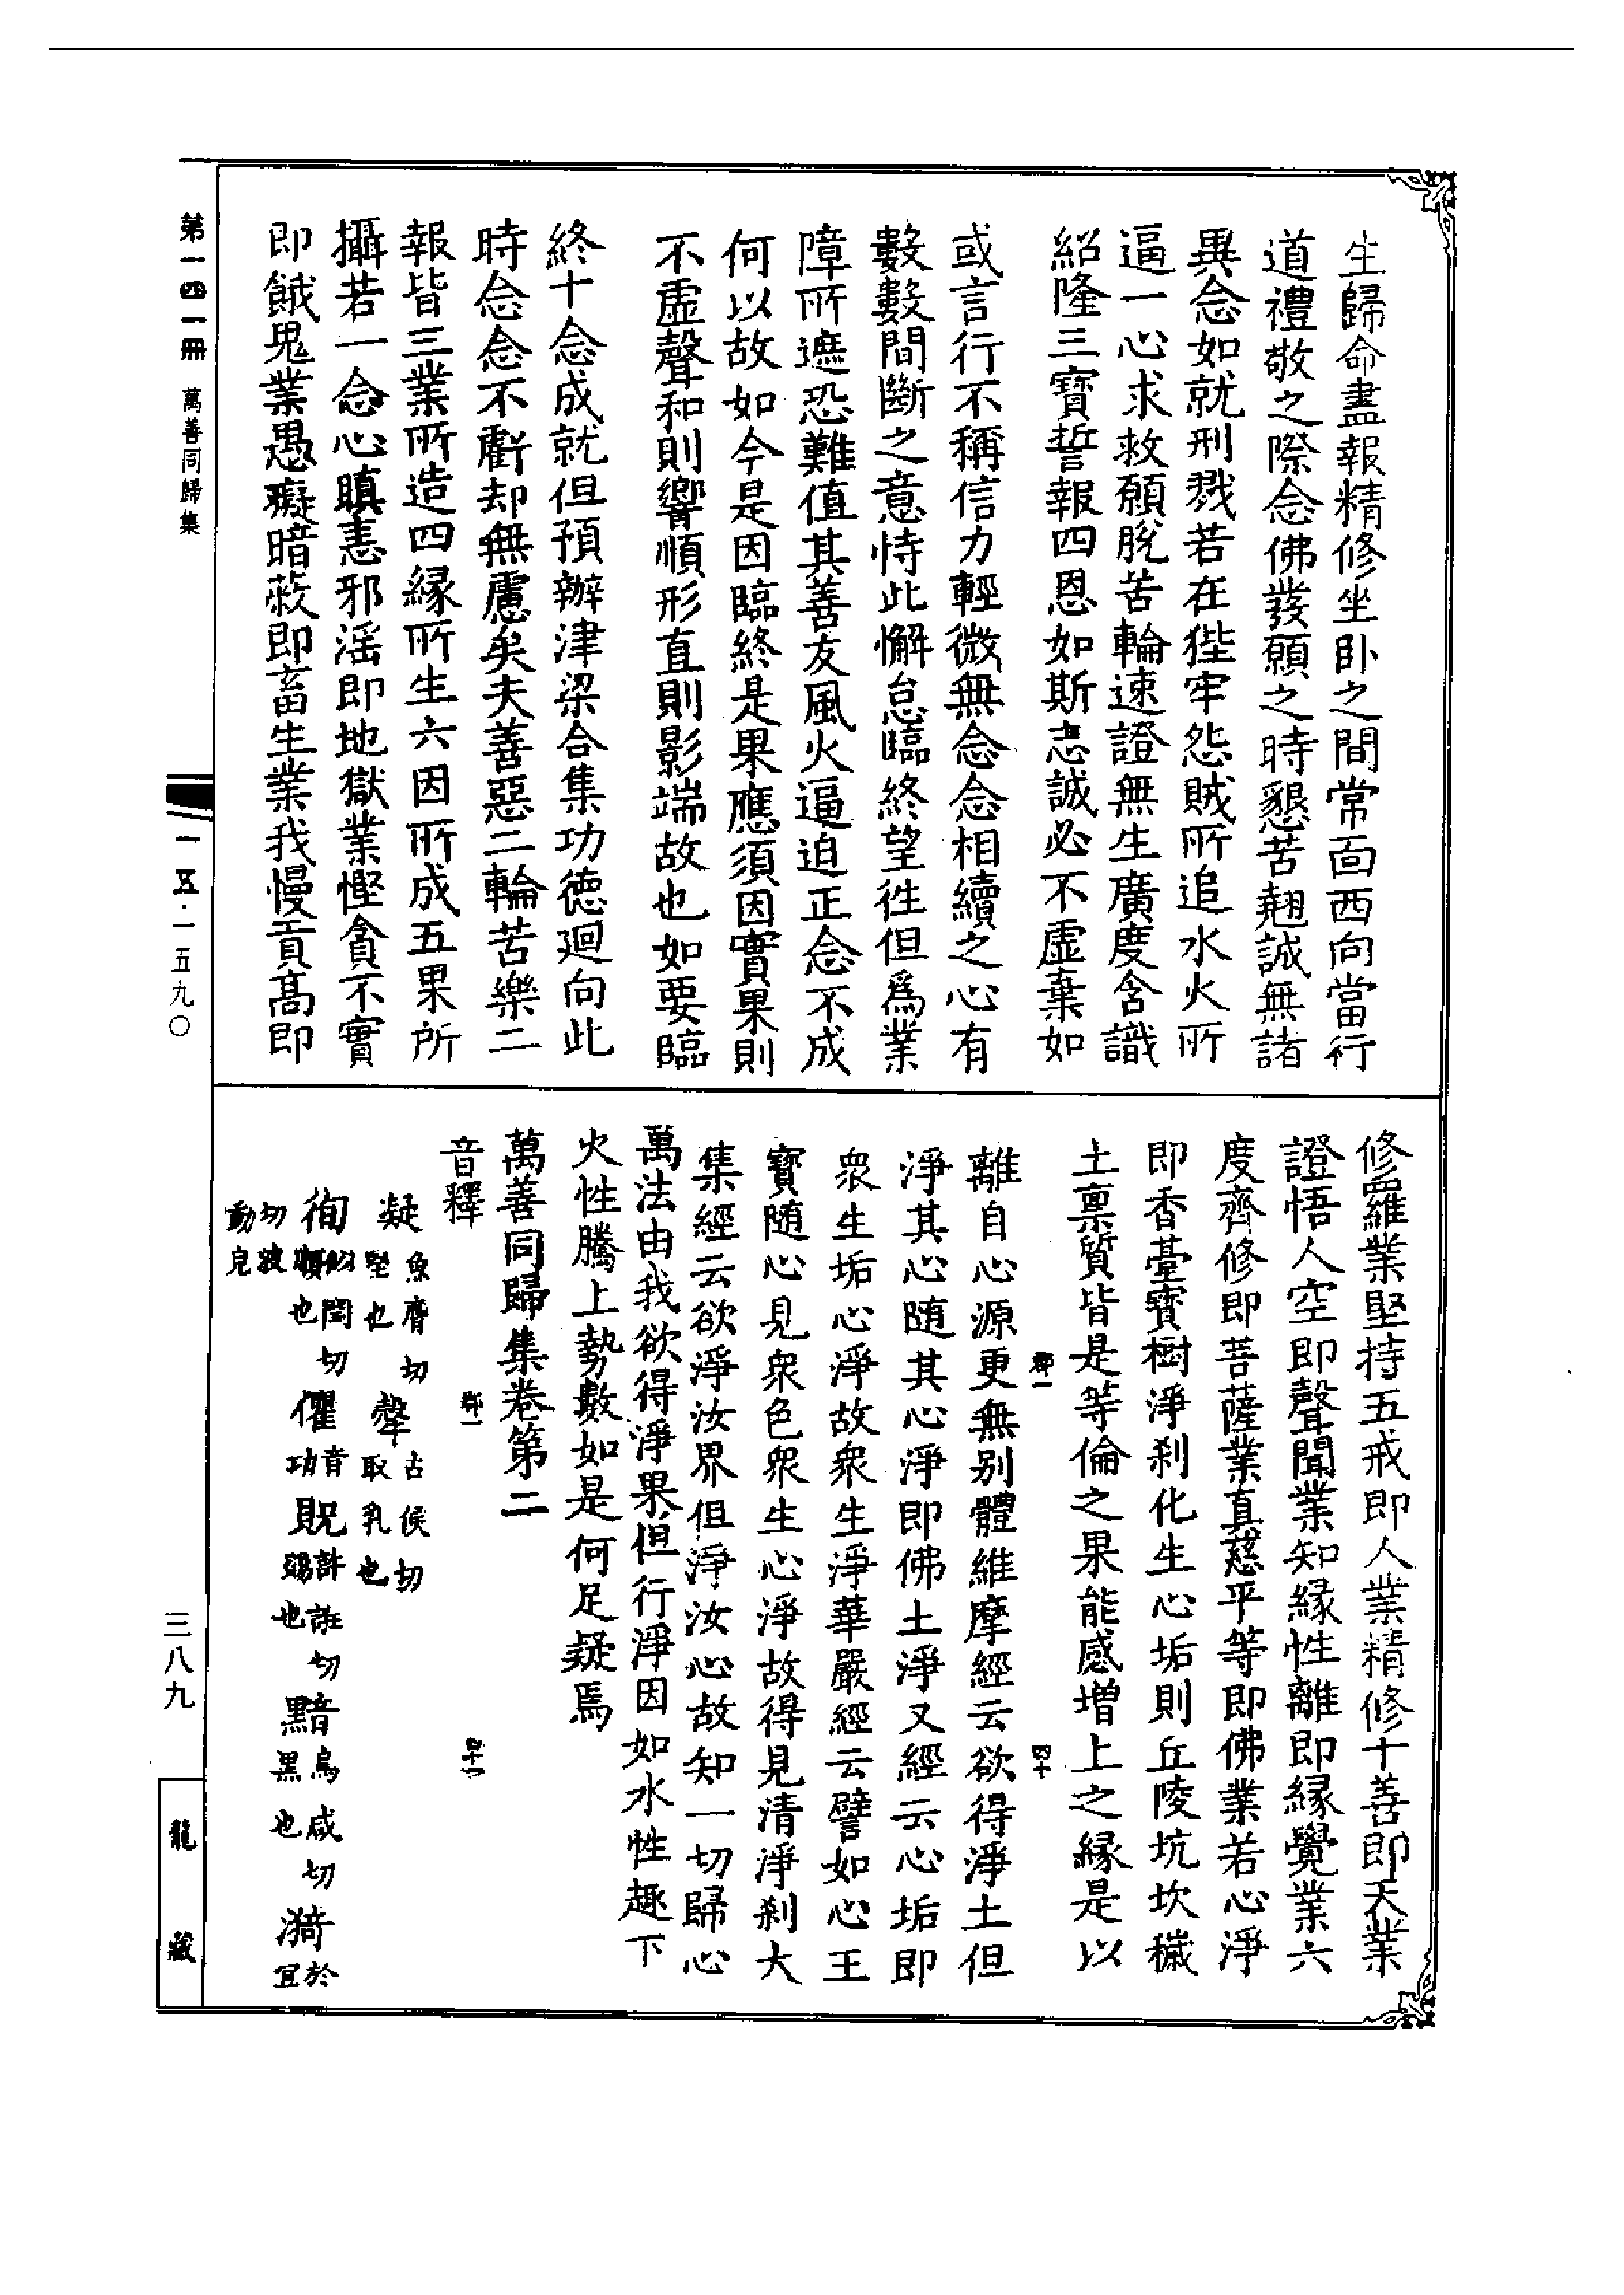 生歸命盡報精修坐臥之間常面西向當行
道禮敬之際念佛發願之時懇苦翹誠無諸
異念如就刑戮若在狴牢怨賊所追水火所
逼一心求救願脫苦輪速證無生廣度含識
紹隆三寶誓報四恩如斯志誠必不虛棄如
或言行不稱信力輕微無念念相續之心有
數數間斷之意恃此懈怠臨終望徃但爲業
障所遮恐難值其善友風火逼迫正念不成
何以故如今是因臨終是果應須因實果則
不虛聲和則響順形直則影端故也如要臨
終十念成就但預辦津梁合集功德迴向此
時念念不虧却無慮矣夫善惡二輪苦樂二
報皆三業所造四緣所生六因所成五果所
攝若一念心瞋恚邪淫即地獄業慳貪不實
即餓鬼業愚癡暗蔽即畜生業我慢貢高即
修羅業堅持五戒即人業精修十善即天業
證悟人空即聲聞業知緣性離即緣覺業六
度齊修即菩薩業真慈平等即佛業若心淨
即香臺寶樹淨刹化生心垢則丘陵坑坎穢
土稟質皆是等倫之果能感增上之緣是以
離自心源更無别體維摩經云欲得淨土但
淨其心隨其心淨即佛土淨又經云心垢即
衆生垢心淨故衆生淨華嚴經云譬如心王
寶隨心見衆色衆生心淨故得見清淨刹大
集經云欲淨汝界但淨汝心故知一切歸心
萬法由我欲得淨果但行淨因如水性趣下
火性騰上勢數如是何足疑焉
萬善同歸集卷第二
音釋
凝魚膺切堅也 㝅古侯切取乳也
徇切閏切也 懼音功 貺許誑切賜也 黯烏咸切黑也 漪於宜
切波動皃
第一四一冊 萬善同歸集
一五·一五九〇
三八九
龍藏